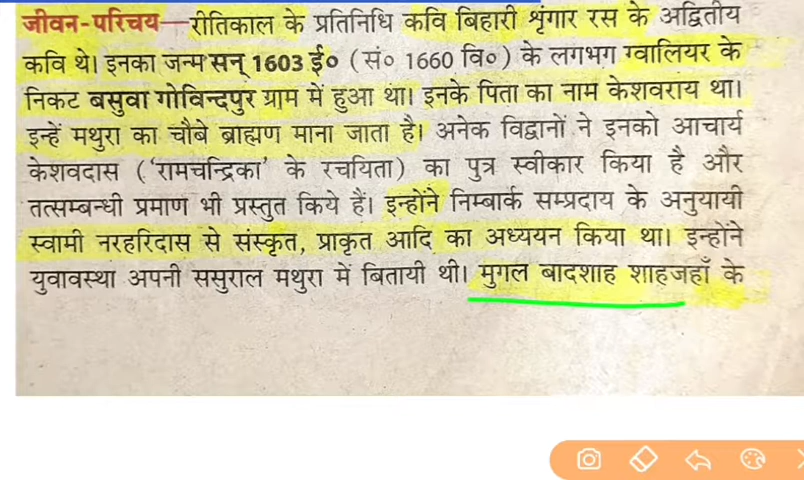 जीवन-परिचय—रीतिकाल के प्रतिनिधि कवि बिहारी शृंगार रस के अद्वितीय
कवि थे। इनका जन्म सन् 1603 ई० (सं० 1660 वि०) के लगभग ग्वालियर के
निकट बसुवा गोविन्दपुर ग्राम में हुआ था। इनके पिता का नाम केशवराय था।
इन्हें मथुरा का चौबे ब्राह्मण माना जाता है। अनेक विद्वानों ने इनको आचार्य
केशवदास ('रामचन्द्रिका' के रचयिता) का पुत्र स्वीकार किया है और
तत्सम्बन्धी प्रमाण भी प्रस्तुत किये हैं। इन्होंने निम्बार्क सम्प्रदाय के अनुयायी
स्वामी नरहरिदास से संस्कृत, प्राकृत आदि का अध्ययन किया था। इन्होंने
युवावस्था अपनी ससुराल मथुरा में बितायी थी। मुगल बादशाह शाहजहाँ के